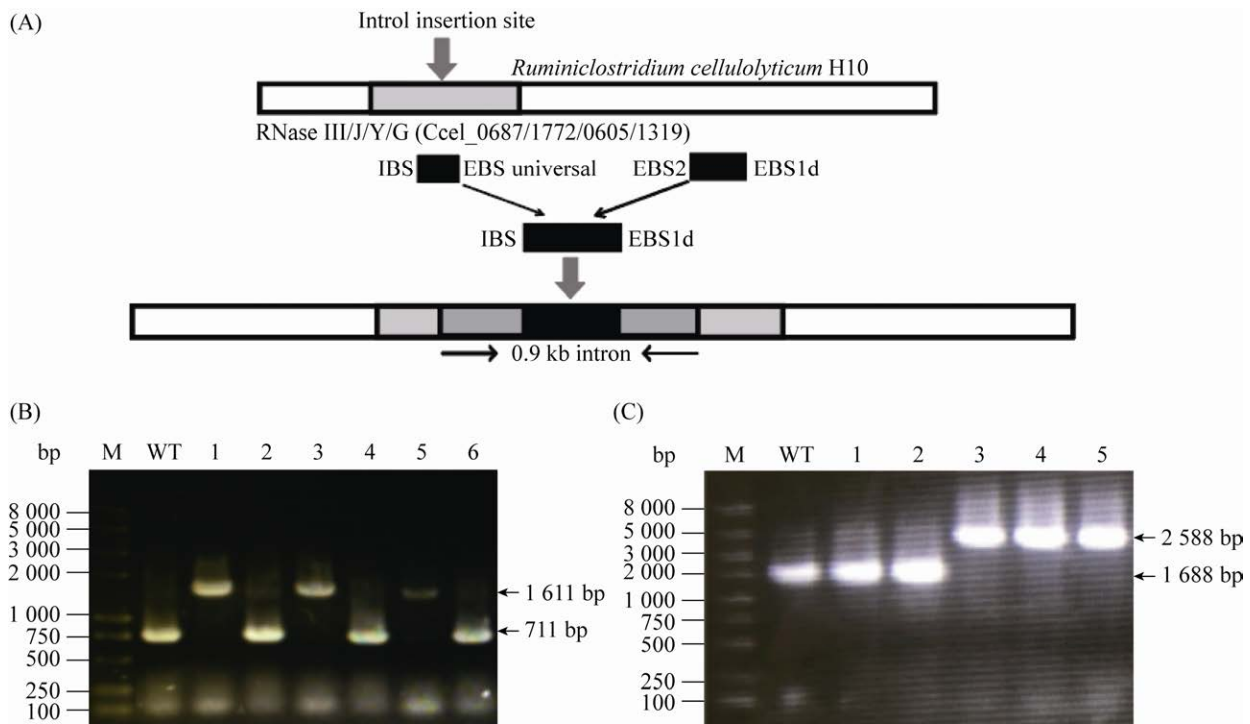 (A)
Introl insertion site
Ruminiclostridium cellulolyticum H10
RNase III/J/Y/G (Ccel_0687/1772/0605/1319)
IBS EBS universal EBS2 EBS1d
IBS EBS1d
0.9 kb intron
(B)
bp M WT 1 2 3 4 5 6
8 000
5 000
3 000
2 000
1 611 bp
1 000
711 bp
750
500
250
100
(C)
bp M WT 1 2 3 4 5
8 000
5 000
2 588 bp
3 000
2 000
1 688 bp
1 000
750
500
250
100